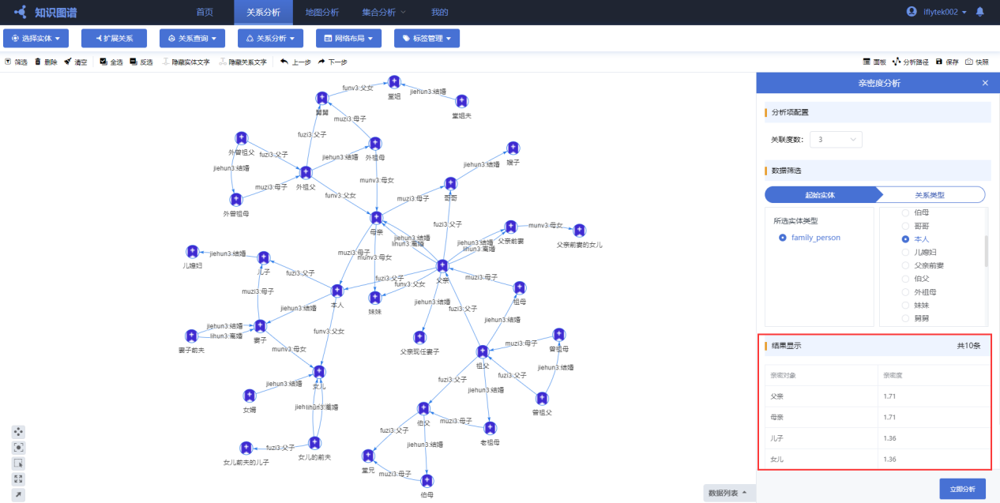 知识图谱
首页
关系分析
地图分析
集合分析
我的
iflytek002
选择实体
扩展关系
关系查询
关系分析
网络布局
标签管理
筛选
删除
清空
全选
反选
隐藏实体文字
隐藏关系文字
上一步
下一步
面板
分析路径
保存
快照
funv3:父女
堂姐
jiehun3:结婚
堂姐夫
舅舅
muzi3:母子
fuzi3:父子
外曾祖父
fuzi3:父子
jiehun3:结婚
外祖母
嫂子
jiehun3:结婚
jiehun3:结婚
muzi3:母子
外祖父
munv3:母女
funv3:父女
muzi3:母子
哥哥
外曾祖母
母亲
fuzi3:父子
munv3:母女
jiehun3:结婚
lihun3:离婚
jiehun3:结婚
lihun3:离婚
父亲前妻
父亲前妻的女儿
儿媳妇
jiehun3:结婚
儿子
muzi3:母子
munv3:母女
fuzi3:父子
fuzi3:父子
funv3:父女
父亲
muzi3:母子
muzi3:母子
本人
妹妹
祖母
jiehun3:结婚
jiehun3:结婚
fuzi3:父子
jiehun3:结婚
jiehun3:结婚
lihun3:离婚
妻子
妻子前夫
funv3:父女
父亲现任妻子
munv3:母女
muzi3:母子
曾祖母
祖父
jiehun3:结婚
fuzi3:父子
fuzi3:父子
jiehun3:结婚
女儿
jiehun3:结婚
女婿
lihun3:离婚
曾祖父
伯父
muzi3:母子
fuzi3:父子
老祖母
jiehun3:结婚
fuzi3:父子
女儿前夫的儿子
女儿的前夫
堂兄
muzi3:母子
伯母
数据列表
亲密度分析
分析项配置
关联度数：
3
数据筛选
起始实体
关系类型
所选实体类型
family_person
伯母
哥哥
本人
儿媳妇
父亲前妻
伯父
外祖母
妹妹
舅舅
结果显示
共10条
亲密对象
亲密度
父亲
1.71
母亲
1.71
儿子
1.36
女儿
1.36
立即分析